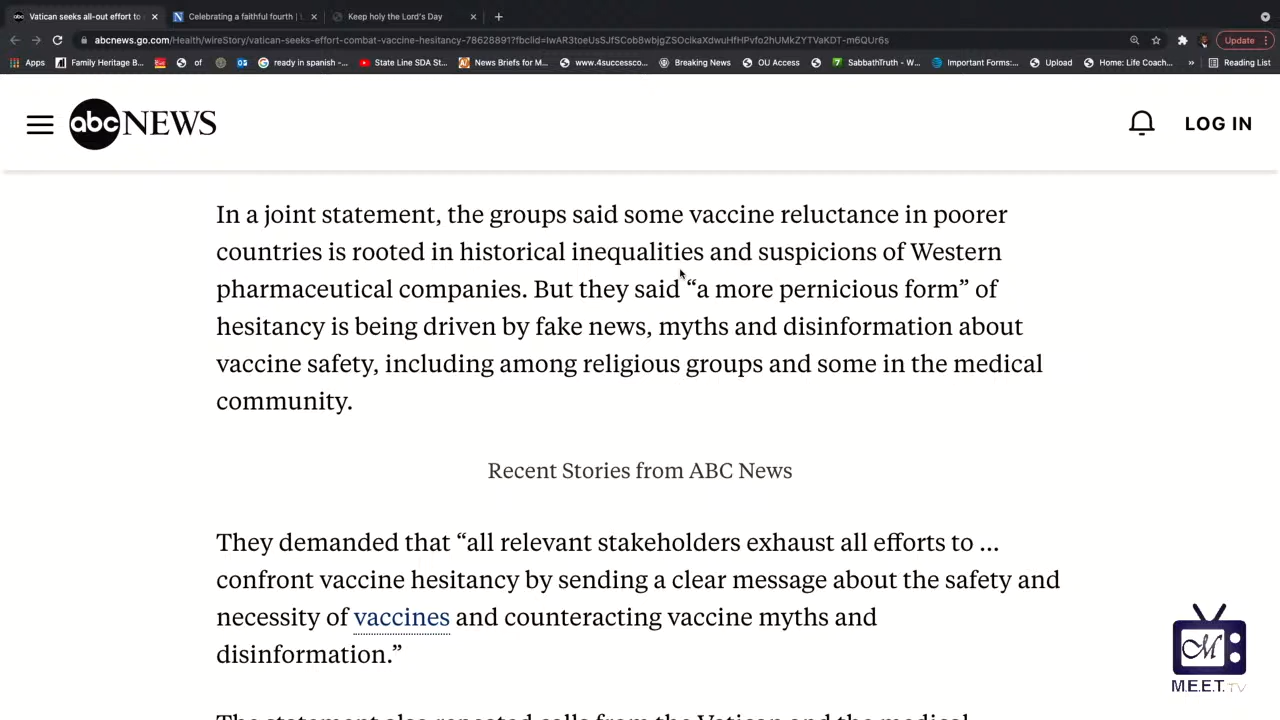 Vatican seeks all-out effort to
Celebrating a faithful fourth |
Keep holy the Lord's Day
abcnews.go.com/Health/wireStory/vatican-seeks-effort-combat-vaccine-hesitancy-78628891?fbclid=IwAR3toeUsSJfSCob8wbjgZSOclkaXdwuHfHPvfo2hUMkZYTVaKDT-m6QUr6s
Update
Apps Family Heritage B... of ready in spanish -... State Line SDA St... News Briefs for M... www.4successco... Breaking News OU Access SabbathTruth - W... Important Forms:... Upload Home: Life Coach... » Reading List
abc NEWS
LOG IN
In a joint statement, the groups said some vaccine reluctance in poorer
countries is rooted in historical inequalities and suspicions of Western
pharmaceutical companies. But they said “a more pernicious form” of
hesitancy is being driven by fake news, myths and disinformation about
vaccine safety, including among religious groups and some in the medical
community.
Recent Stories from ABC News
They demanded that “all relevant stakeholders exhaust all efforts to ...
confront vaccine hesitancy by sending a clear message about the safety and
necessity of vaccines and counteracting vaccine myths and
disinformation.”
The statement also repeated calls from the Vatican and the medical
M
M.E.E.T. TV